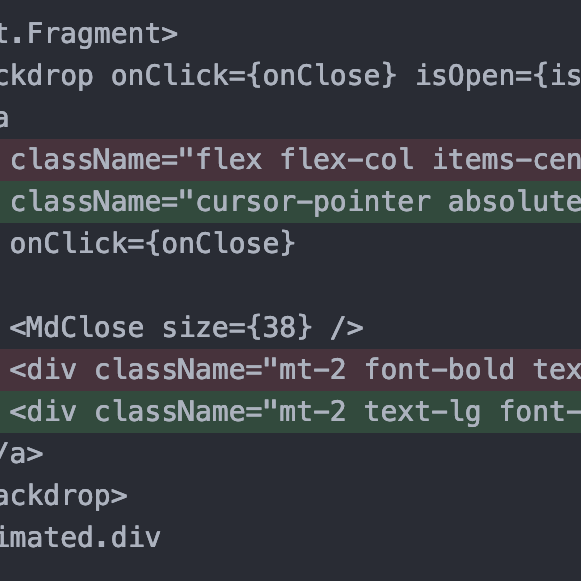 t.Fragment>
ckdrop onClick={onClose} isOpen={is
a
className="flex flex-col items-cen
className="cursor-pointer absolute
onClick={onClose}
<MdClose size={38} />
<div className="mt-2 font-bold tex
<div className="mt-2 text-lg font-
/a>
ackdrop>
imated.div